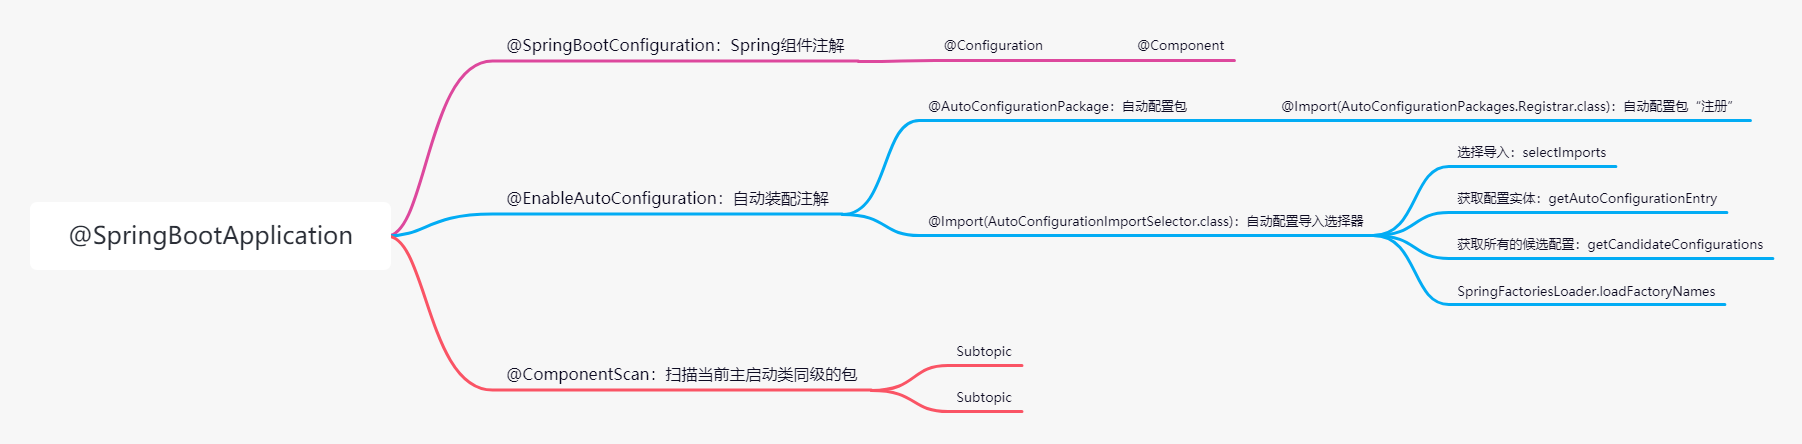 @SpringBootApplication
@SpringBootConfiguration：Spring组件注解
@Configuration
@Component
@EnableAutoConfiguration：自动装配注解
@AutoConfigurationPackage：自动配置包
@Import(AutoConfigurationPackages.Registrar.class)：自动配置包“注册”
@Import(AutoConfigurationImportSelector.class)：自动配置导入选择器
选择导入：selectImports
获取配置实体：getAutoConfigurationEntry
获取所有的候选配置：getCandidateConfigurations
SpringFactoriesLoader.loadFactoryNames
@ComponentScan：扫描当前主启动类同级的包
Subtopic
Subtopic